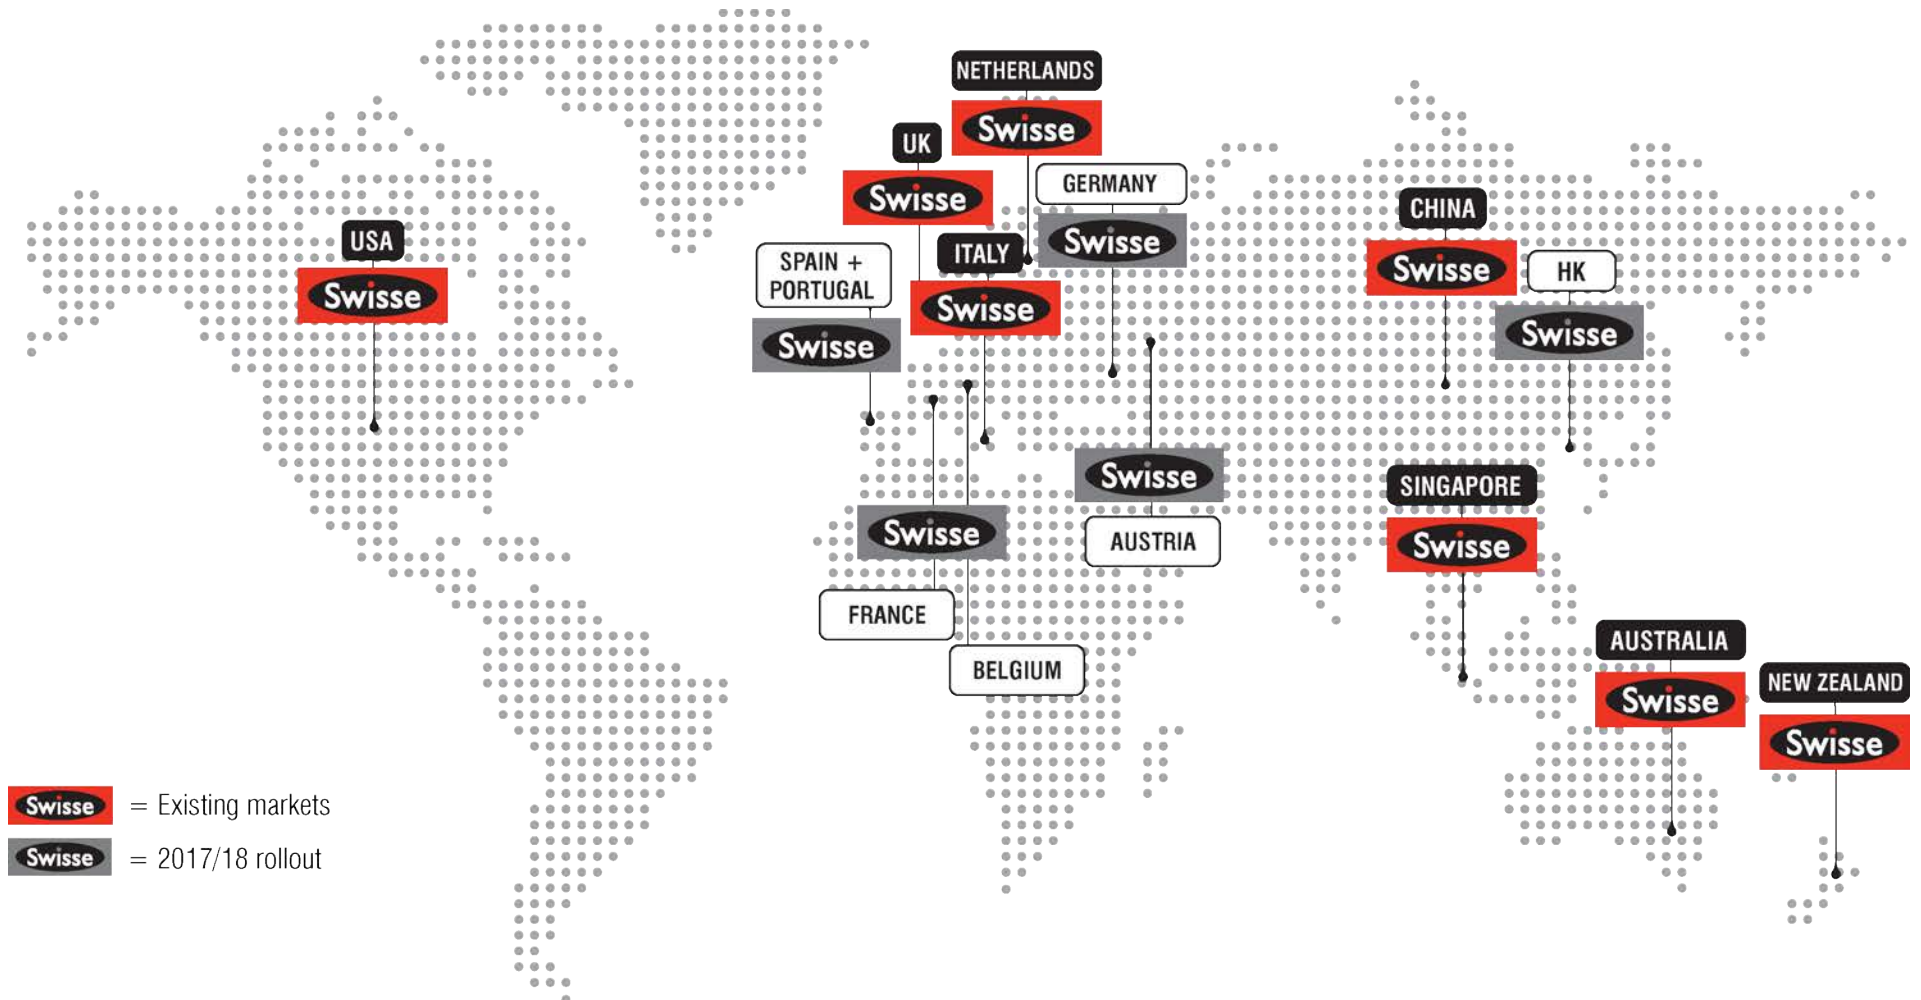 NETHERLANDS
Swisse
UK
Swisse
GERMANY
Swisse
USA
Swisse
SPAIN +
PORTUGAL
Swisse
ITALY
Swisse
CHINA
Swisse
HK
Swisse
Swisse
AUSTRIA
Swisse
FRANCE
BELGIUM
SINGAPORE
Swisse
AUSTRALIA
Swisse
NEW ZEALAND
Swisse
Swisse = Existing markets
Swisse = 2017/18 rollout